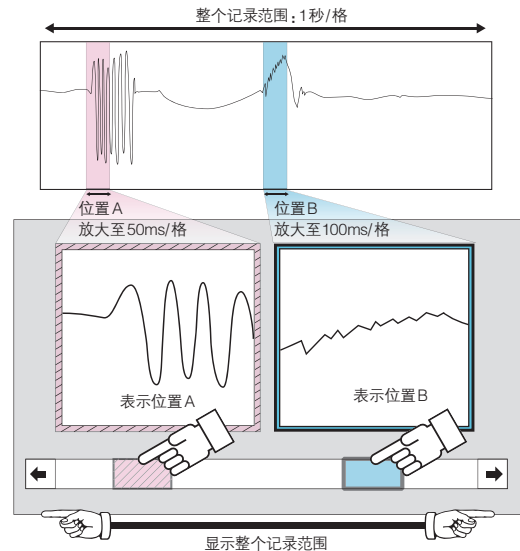 整个记录范围：1秒/格
位置A
放大至50ms/格
位置B
放大至100ms/格
表示位置A
表示位置B
显示整个记录范围